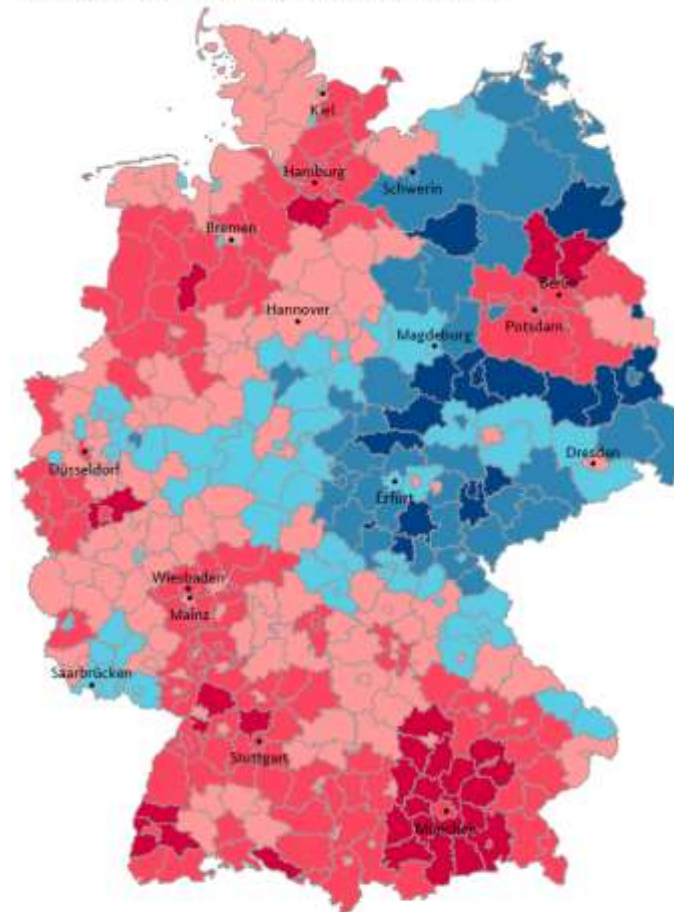 Kiel
Hamburg
Schwerin
Bremen
Berlin
Hannover
Potsdam
Magdeburg
Düsseldorf
Dresden
Erfurt
Wiesbaden
Mainz
Saarbrücken
Stuttgart
München